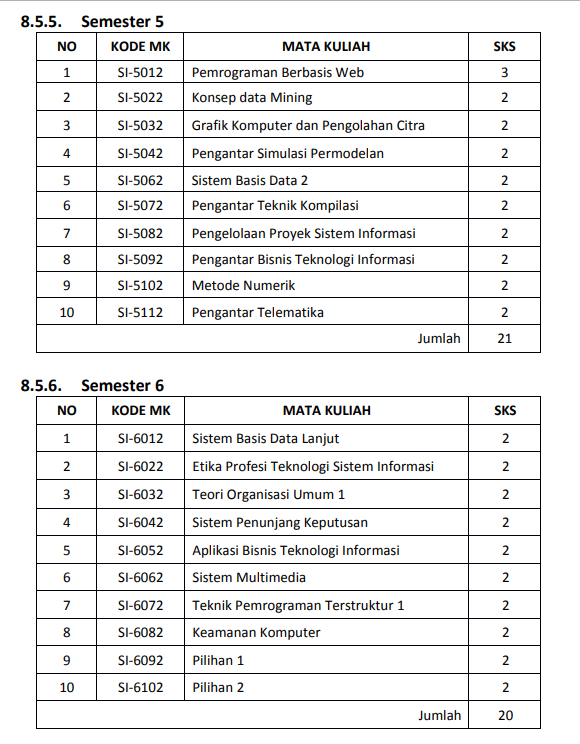 8.5.5. Semester 5
NO KODE MK MATA KULIAH SKS
1 SI-5012 Pemrograman Berbasis Web 3
2 SI-5022 Konsep data Mining 2
3 SI-5032 Grafik Komputer dan Pengolahan Citra 2
4 SI-5042 Pengantar Simulasi Permodelan 2
5 SI-5062 Sistem Basis Data 2 2
6 SI-5072 Pengantar Teknik Kompilasi 2
7 SI-5082 Pengelolaan Proyek Sistem Informasi 2
8 SI-5092 Pengantar Bisnis Teknologi Informasi 2
9 SI-5102 Metode Numerik 2
10 SI-5112 Pengantar Telematika 2
Jumlah 21
8.5.6. Semester 6
NO KODE MK MATA KULIAH SKS
1 SI-6012 Sistem Basis Data Lanjut 2
2 SI-6022 Etika Profesi Teknologi Sistem Informasi 2
3 SI-6032 Teori Organisasi Umum 1 2
4 SI-6042 Sistem Penunjang Keputusan 2
5 SI-6052 Aplikasi Bisnis Teknologi Informasi 2
6 SI-6062 Sistem Multimedia 2
7 SI-6072 Teknik Pemrograman Terstruktur 1 2
8 SI-6082 Keamanan Komputer 2
9 SI-6092 Pilihan 1 2
10 SI-6102 Pilihan 2 2
Jumlah 20